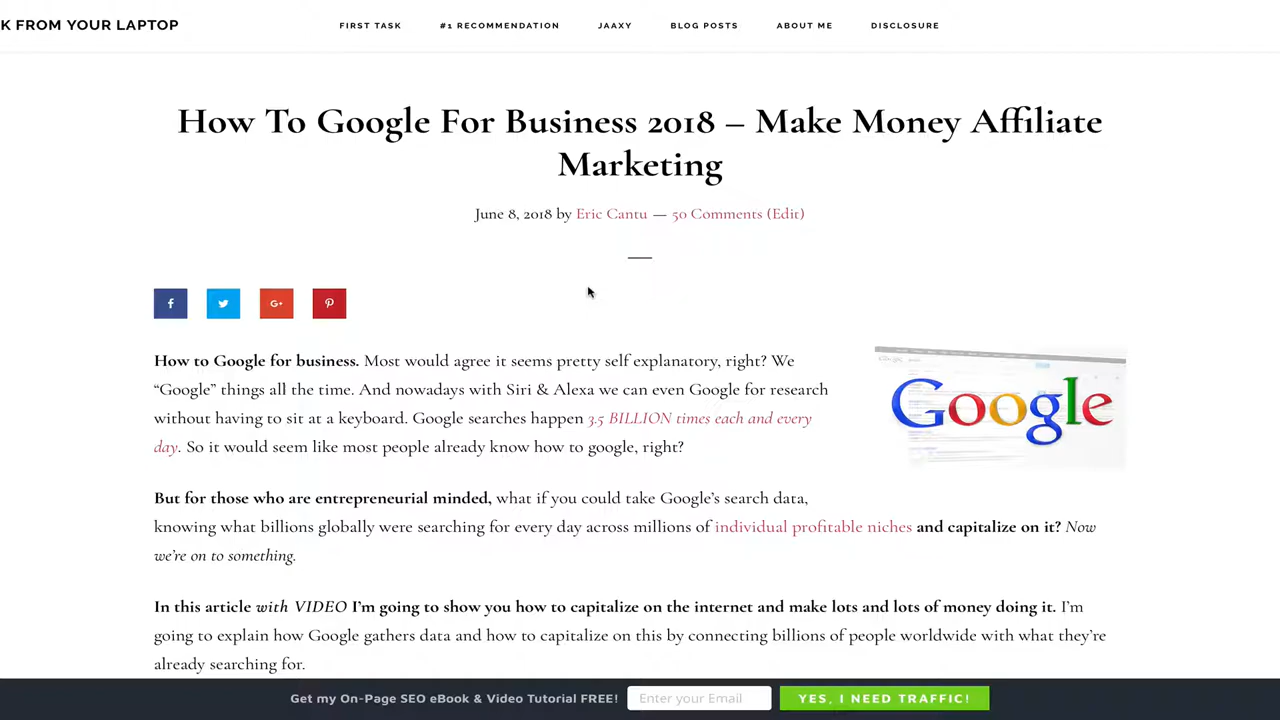 K FROM YOUR LAPTOP
FIRST TASK
#1 RECOMMENDATION
JAAXY
BLOG POSTS
ABOUT ME
DISCLOSURE
How To Google For Business 2018 – Make Money Affiliate
Marketing
June 8, 2018 by Eric Cantu — 50 Comments (Edit)
How to Google for business. Most would agree it seems pretty self explanatory, right? We
“Google” things all the time. And nowadays with Siri & Alexa we can even Google for research
without having to sit at a keyboard. Google searches happen 3.5 BILLION times each and every
day. So it would seem like most people already know how to google, right?
Google
But for those who are entrepreneurial minded, what if you could take Google’s search data,
knowing what billions globally were searching for every day across millions of individual profitable niches and capitalize on it? Now
we’re on to something.
In this article with VIDEO I’m going to show you how to capitalize on the internet and make lots and lots of money doing it. I’m
going to explain how Google gathers data and how to capitalize on this by connecting billions of people worldwide with what they’re
already searching for.
Get my On-Page SEO eBook & Video Tutorial FREE!
Enter your Email
YES, I NEED TRAFFIC!